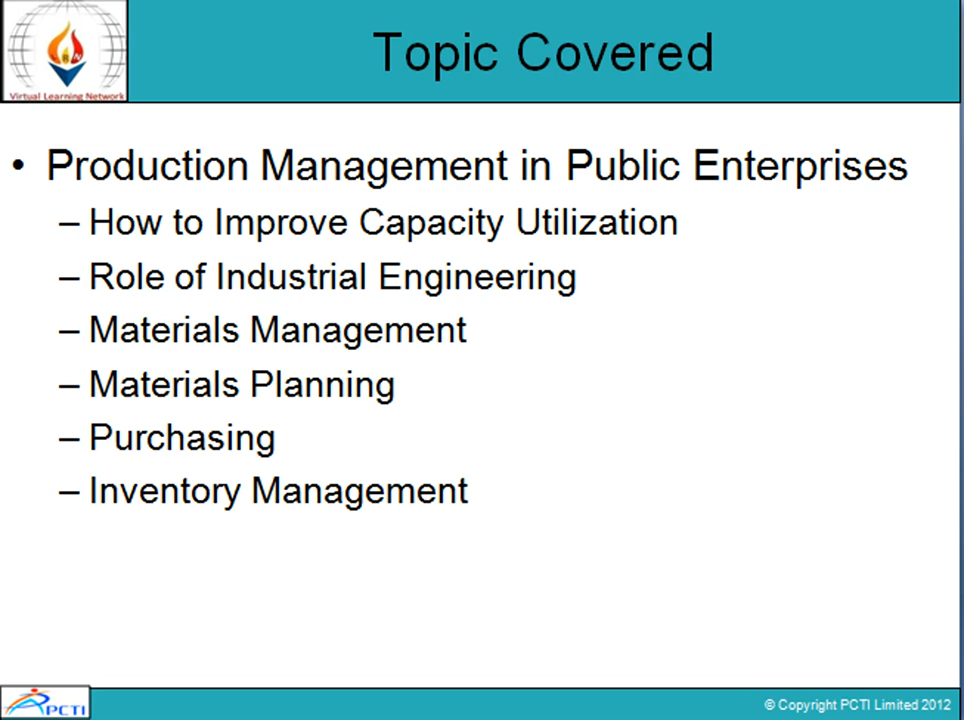 Topic Covered
Virtual Learning Network
• Production Management in Public Enterprises
– How to Improve Capacity Utilization
– Role of Industrial Engineering
– Materials Management
– Materials Planning
– Purchasing
– Inventory Management
PCTI
© Copyright PCTI Limited 2012